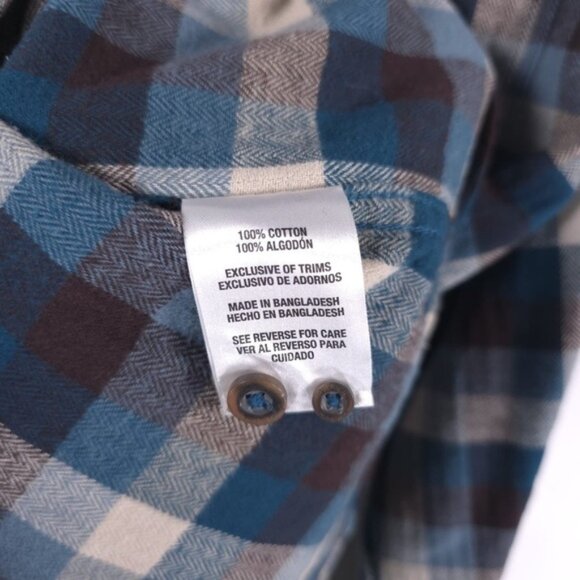 100% COTTON
100% ALGODÓN
EXCLUSIVE OF TRIMS
EXCLUSIVO DE ADORNOS
MADE IN BANGLADESH
HECHO EN BANGLADESH
SEE REVERSE FOR CARE
VER AL REVERSO PARA
CUIDADO